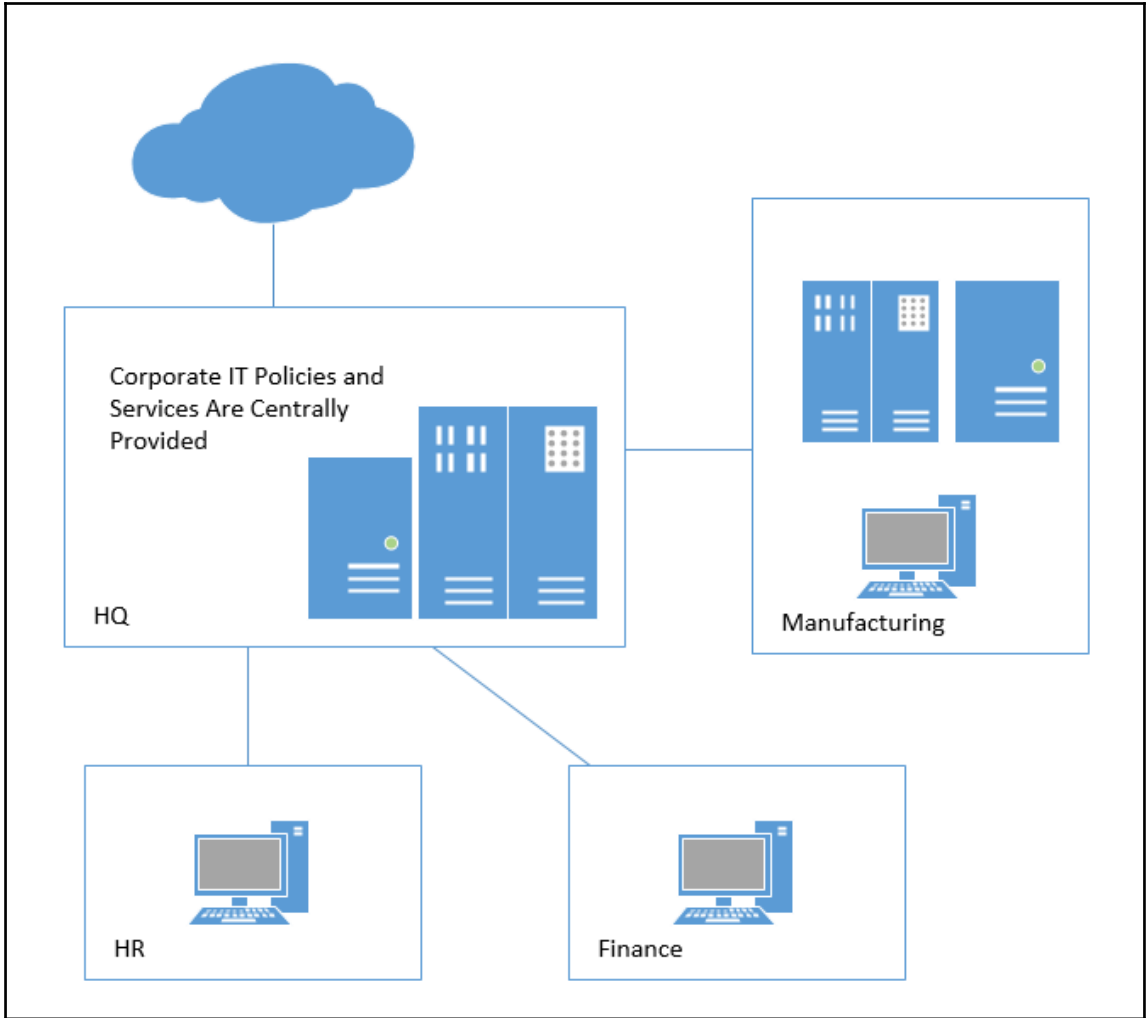 Corporate IT Policies and
Services Are Centrally
Provided
HQ
Manufacturing
HR
Finance